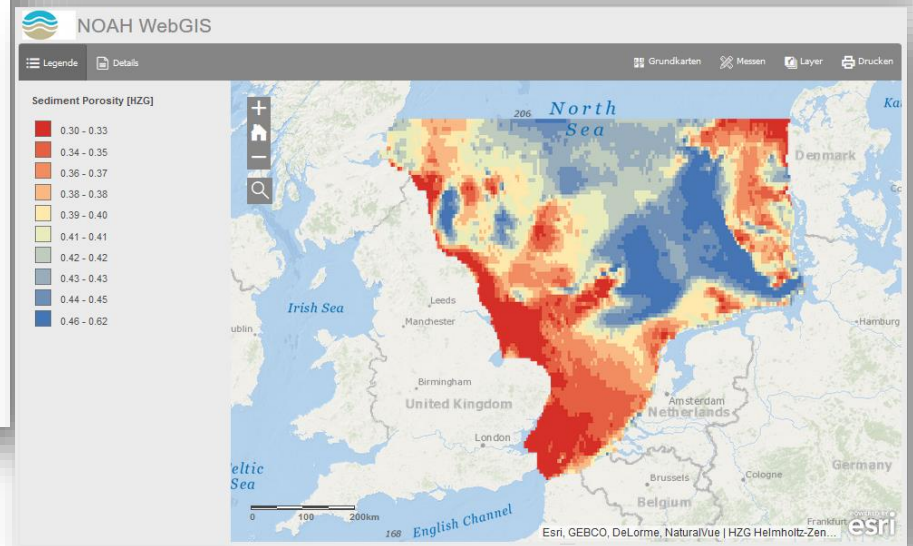 NOAH WebGIS
Legende Details Grundkarten Messen Layer Drucken
Sediment Porosity [HZG]
0.30 - 0.33
0.34 - 0.35
0.36 - 0.37
0.38 - 0.38
0.39 - 0.40
0.41 - 0.41
0.42 - 0.42
0.43 - 0.43
0.44 - 0.45
0.46 - 0.62
206
North
Sea
Ka
Denmark
Irish Sea
Leeds
Manchester
ublin
Hamburg
Birmingham
United Kingdom
Amsterdam
Netherlands
London
eltic
Sea
Brussels
Belgium
Cologne
Germany
0 100 200km
168 English Channel
Frankfurt
Esri, GEBCO, DeLorme, NaturalVue | HZG Helmholtz-Zen...
esri